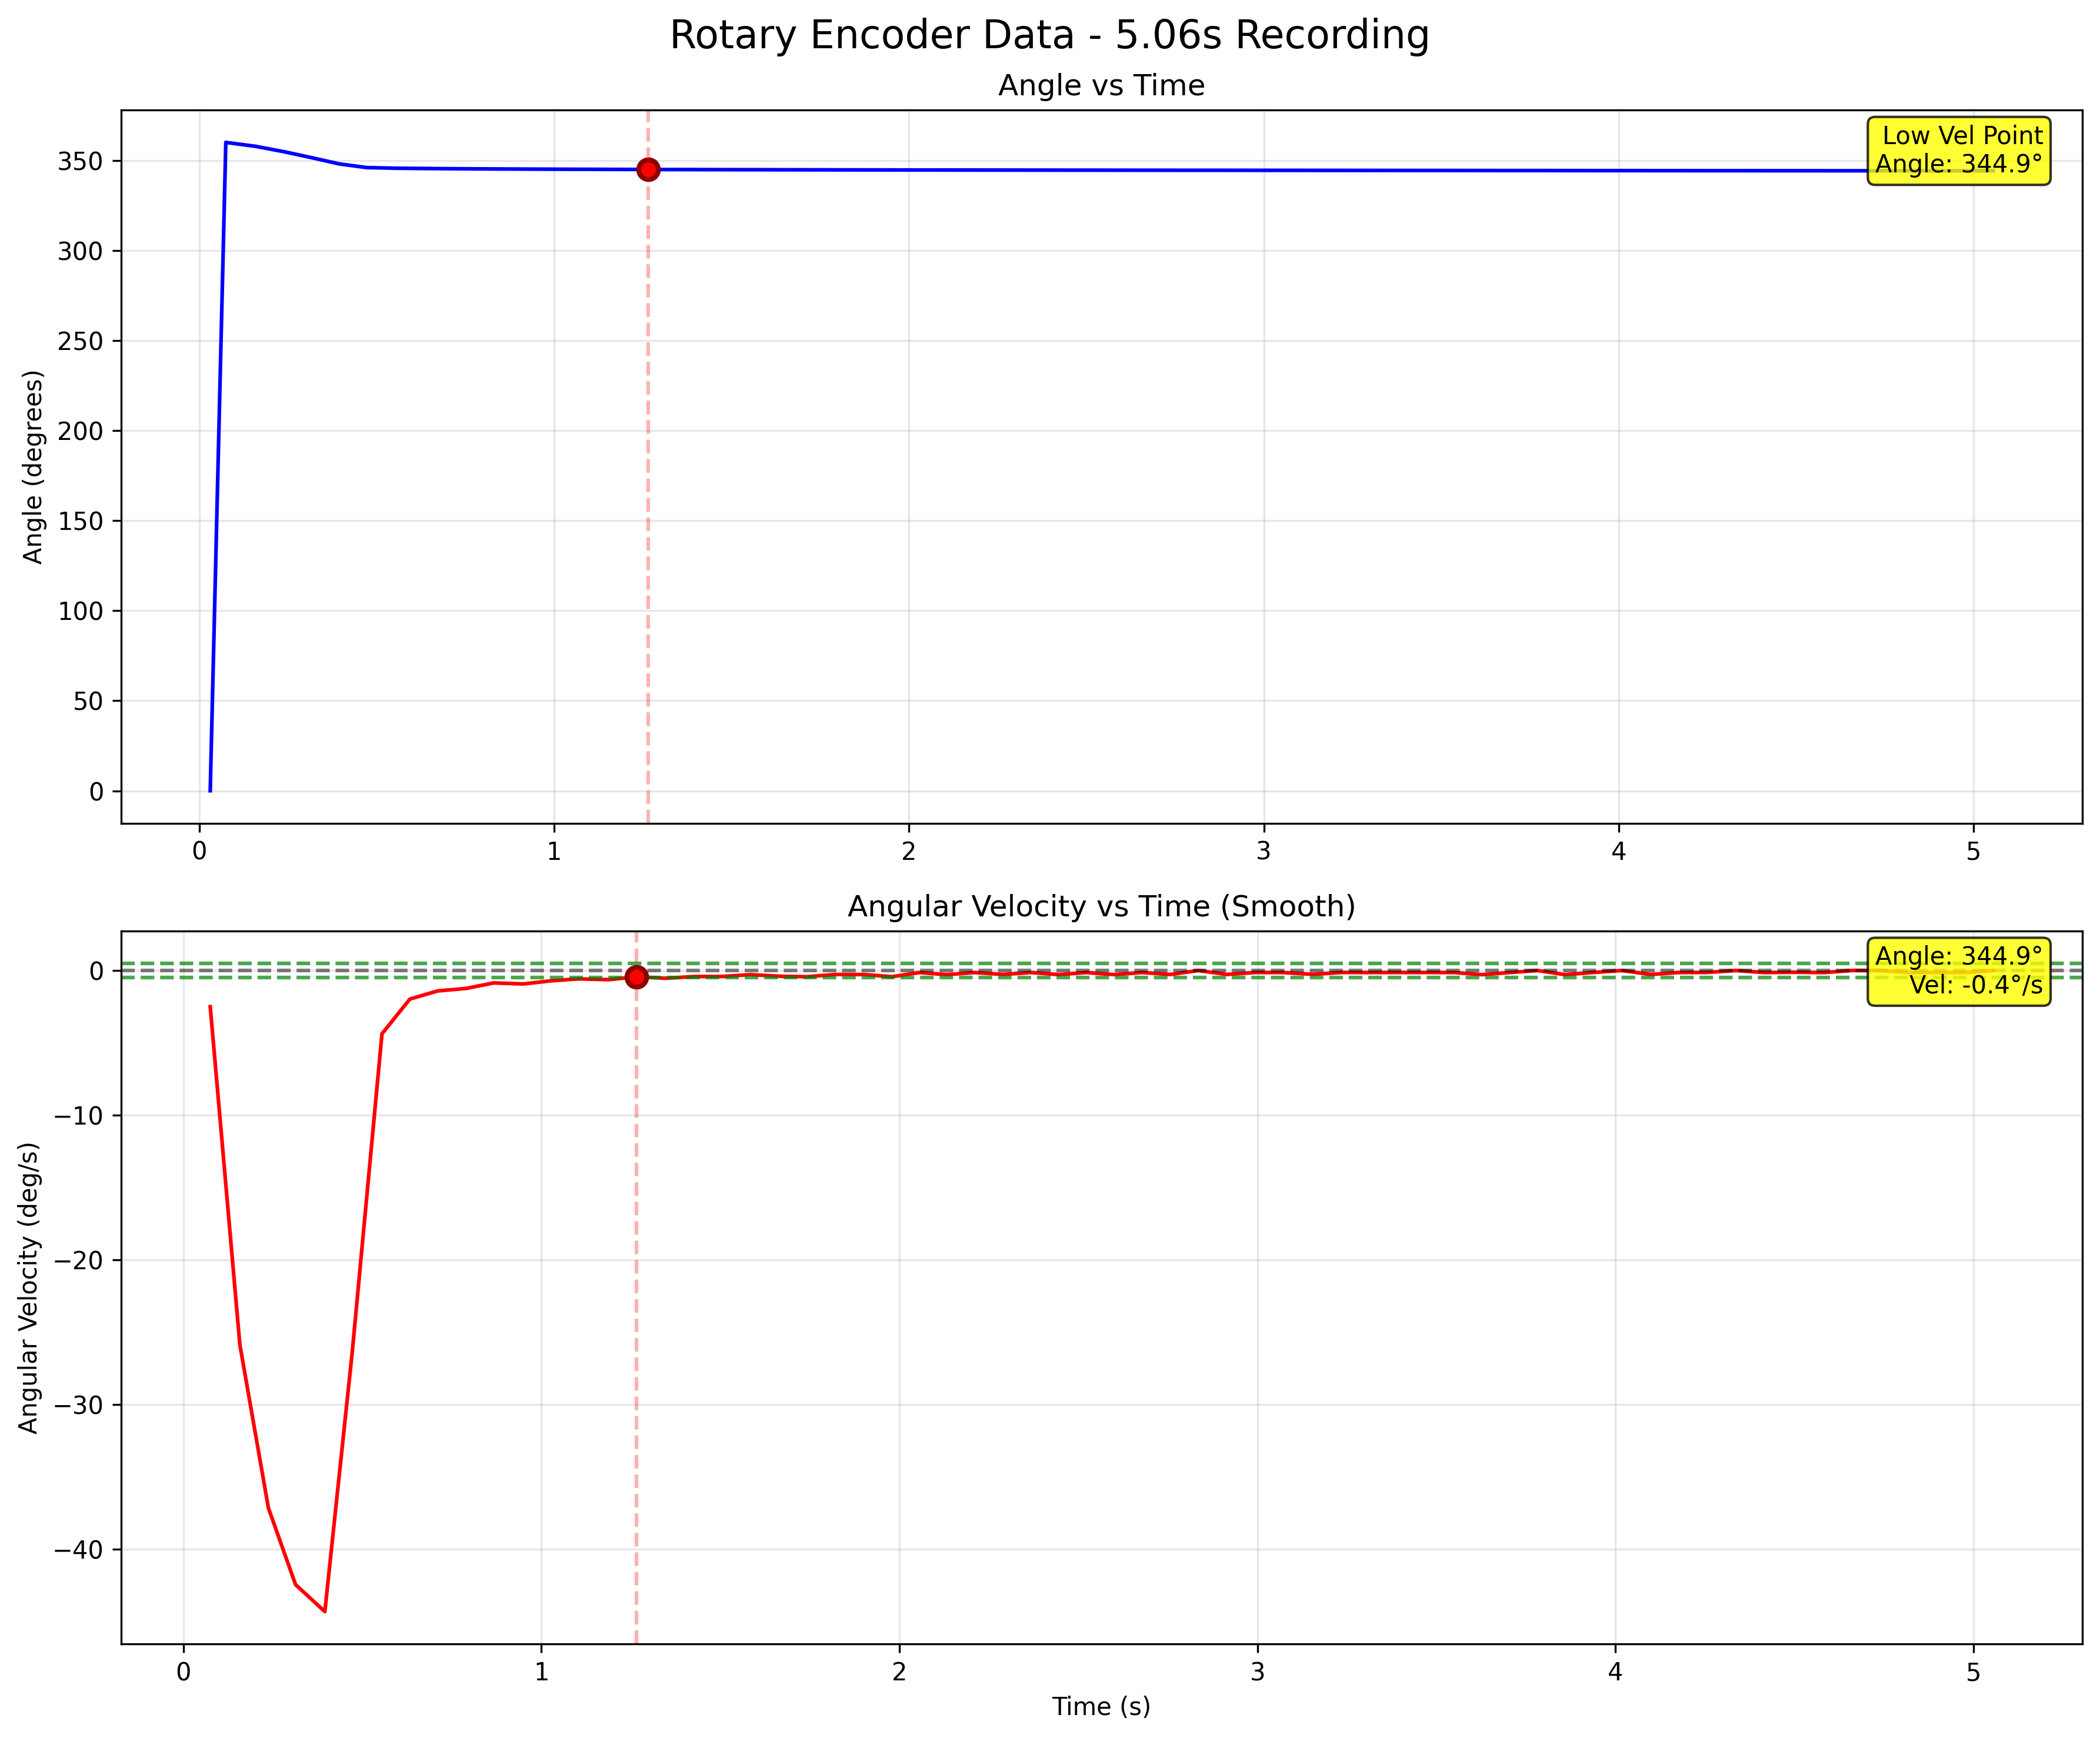 Rotary Encoder Data - 5.06s Recording
Angle vs Time
Low Vel Point
Angle: 344.9°
350
300
250
200
150
100
50
0
Angle (degrees)
0 1 2 3 4 5
Angular Velocity vs Time (Smooth)
Angle: 344.9°
Vel: -0.4°/s
0
−10
−20
−30
−40
Angular Velocity (deg/s)
0 1 2 3 4 5
Time (s)